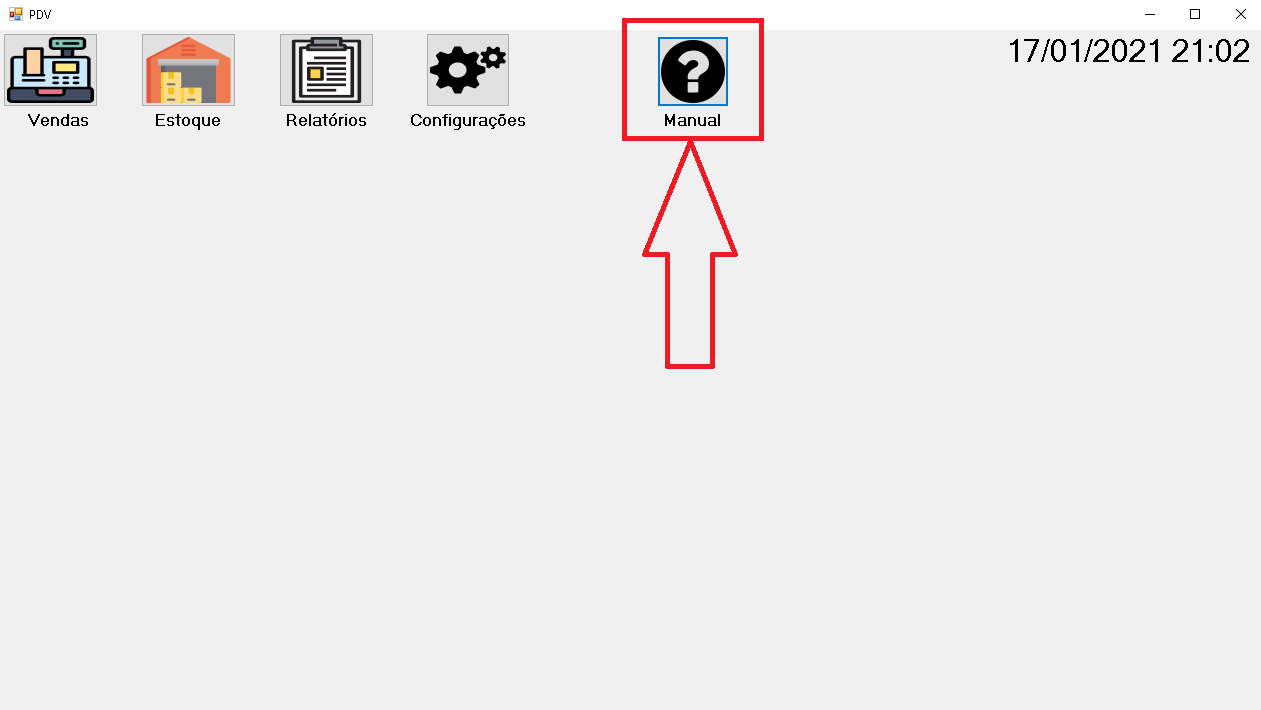 PDV
17/01/2021 21:02
Vendas
Estoque
Relatórios
Configurações
Manual